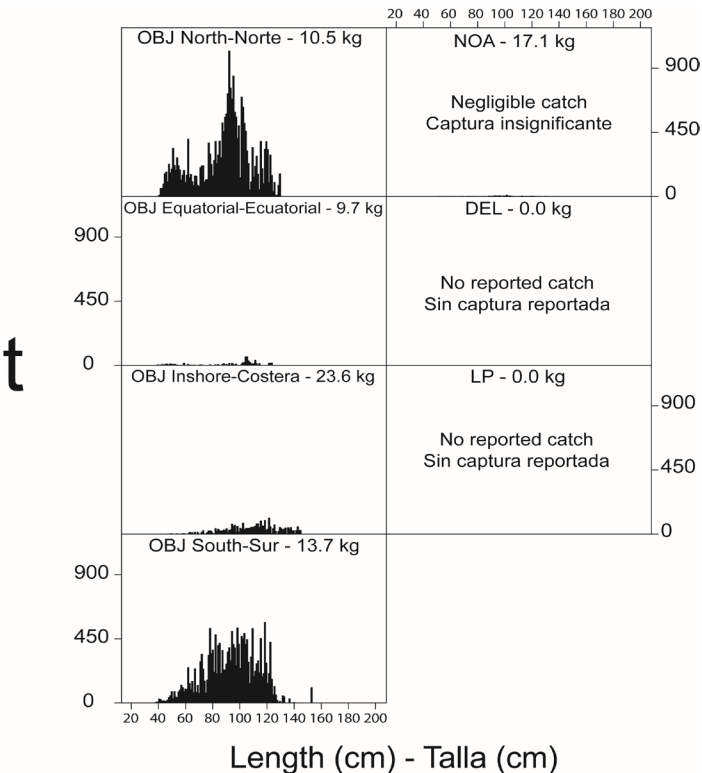 20 40 60 80 100 120 140 160 180 200
OBJ North-Norte - 10.5 kg
NOA - 17.1 kg
Negligible catch
Captura insignificante
900
450
0
OBJ Equatorial-Ecuatorial - 9.7 kg
DEL - 0.0 kg
900
450
0
No reported catch
Sin captura reportada
t
OBJ Inshore-Costera - 23.6 kg
LP - 0.0 kg
No reported catch
Sin captura reportada
900
450
0
OBJ South-Sur - 13.7 kg
900
450
0
20 40 60 80 100 120 140 160 180 200
Length (cm) - Talla (cm)